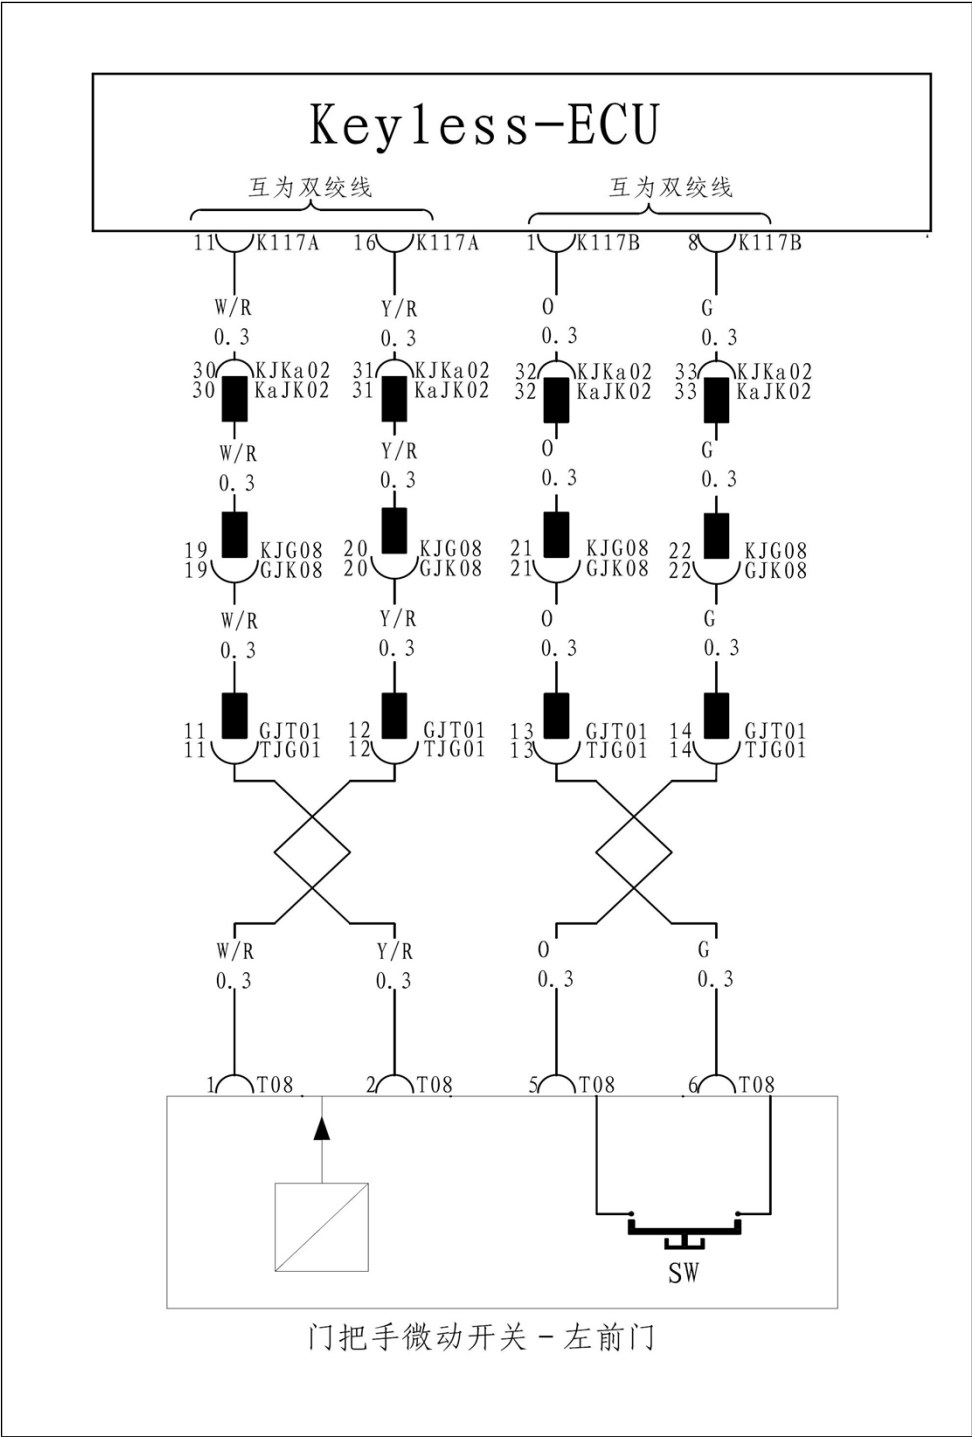 Keyless-ECU
互为双绞线 互为双绞线
11 K117A 16 K117A 1 K117B 8 K117B
W/R Y/R O G
0.3 0.3 0.3 0.3
30 KJKa02 31 KJKa02 32 KJKa02 33 KJKa02
30 KaJK02 31 KaJK02 32 KaJK02 33 KaJK02
W/R Y/R O G
0.3 0.3 0.3 0.3
19 KJG08 20 KJG08 21 KJG08 22 KJG08
19 GJK08 20 GJK08 21 GJK08 22 GJK08
W/R Y/R O G
0.3 0.3 0.3 0.3
11 GJT01 12 GJT01 13 GJT01 14 GJT01
11 TJG01 12 TJG01 13 TJG01 14 TJG01
W/R Y/R O G
0.3 0.3 0.3 0.3
1 T08 2 T08 5 T08 6 T08
SW
门把手微动开关-左前门